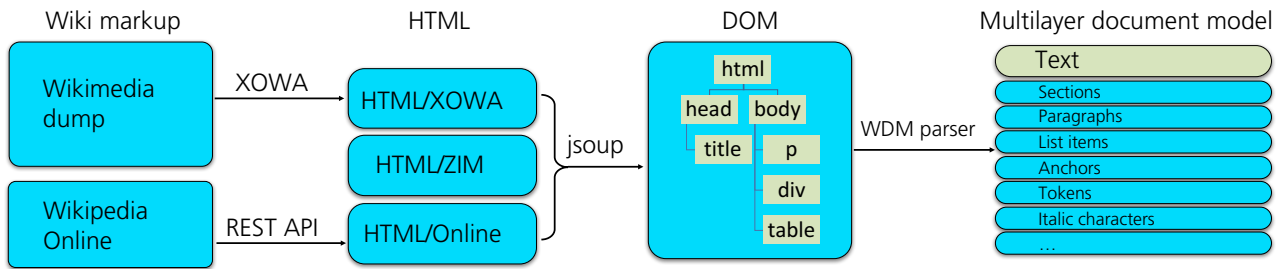 Wiki markup
HTML
DOM
Multilayer document model
Wikimedia
dump
XOWA
HTML/XOWA
HTML/ZIM
Wikipedia
Online
REST API
HTML/Online
jsoup
html
head
body
title
p
div
table
WDM parser
Text
Sections
Paragraphs
List items
Anchors
Tokens
Italic characters
...